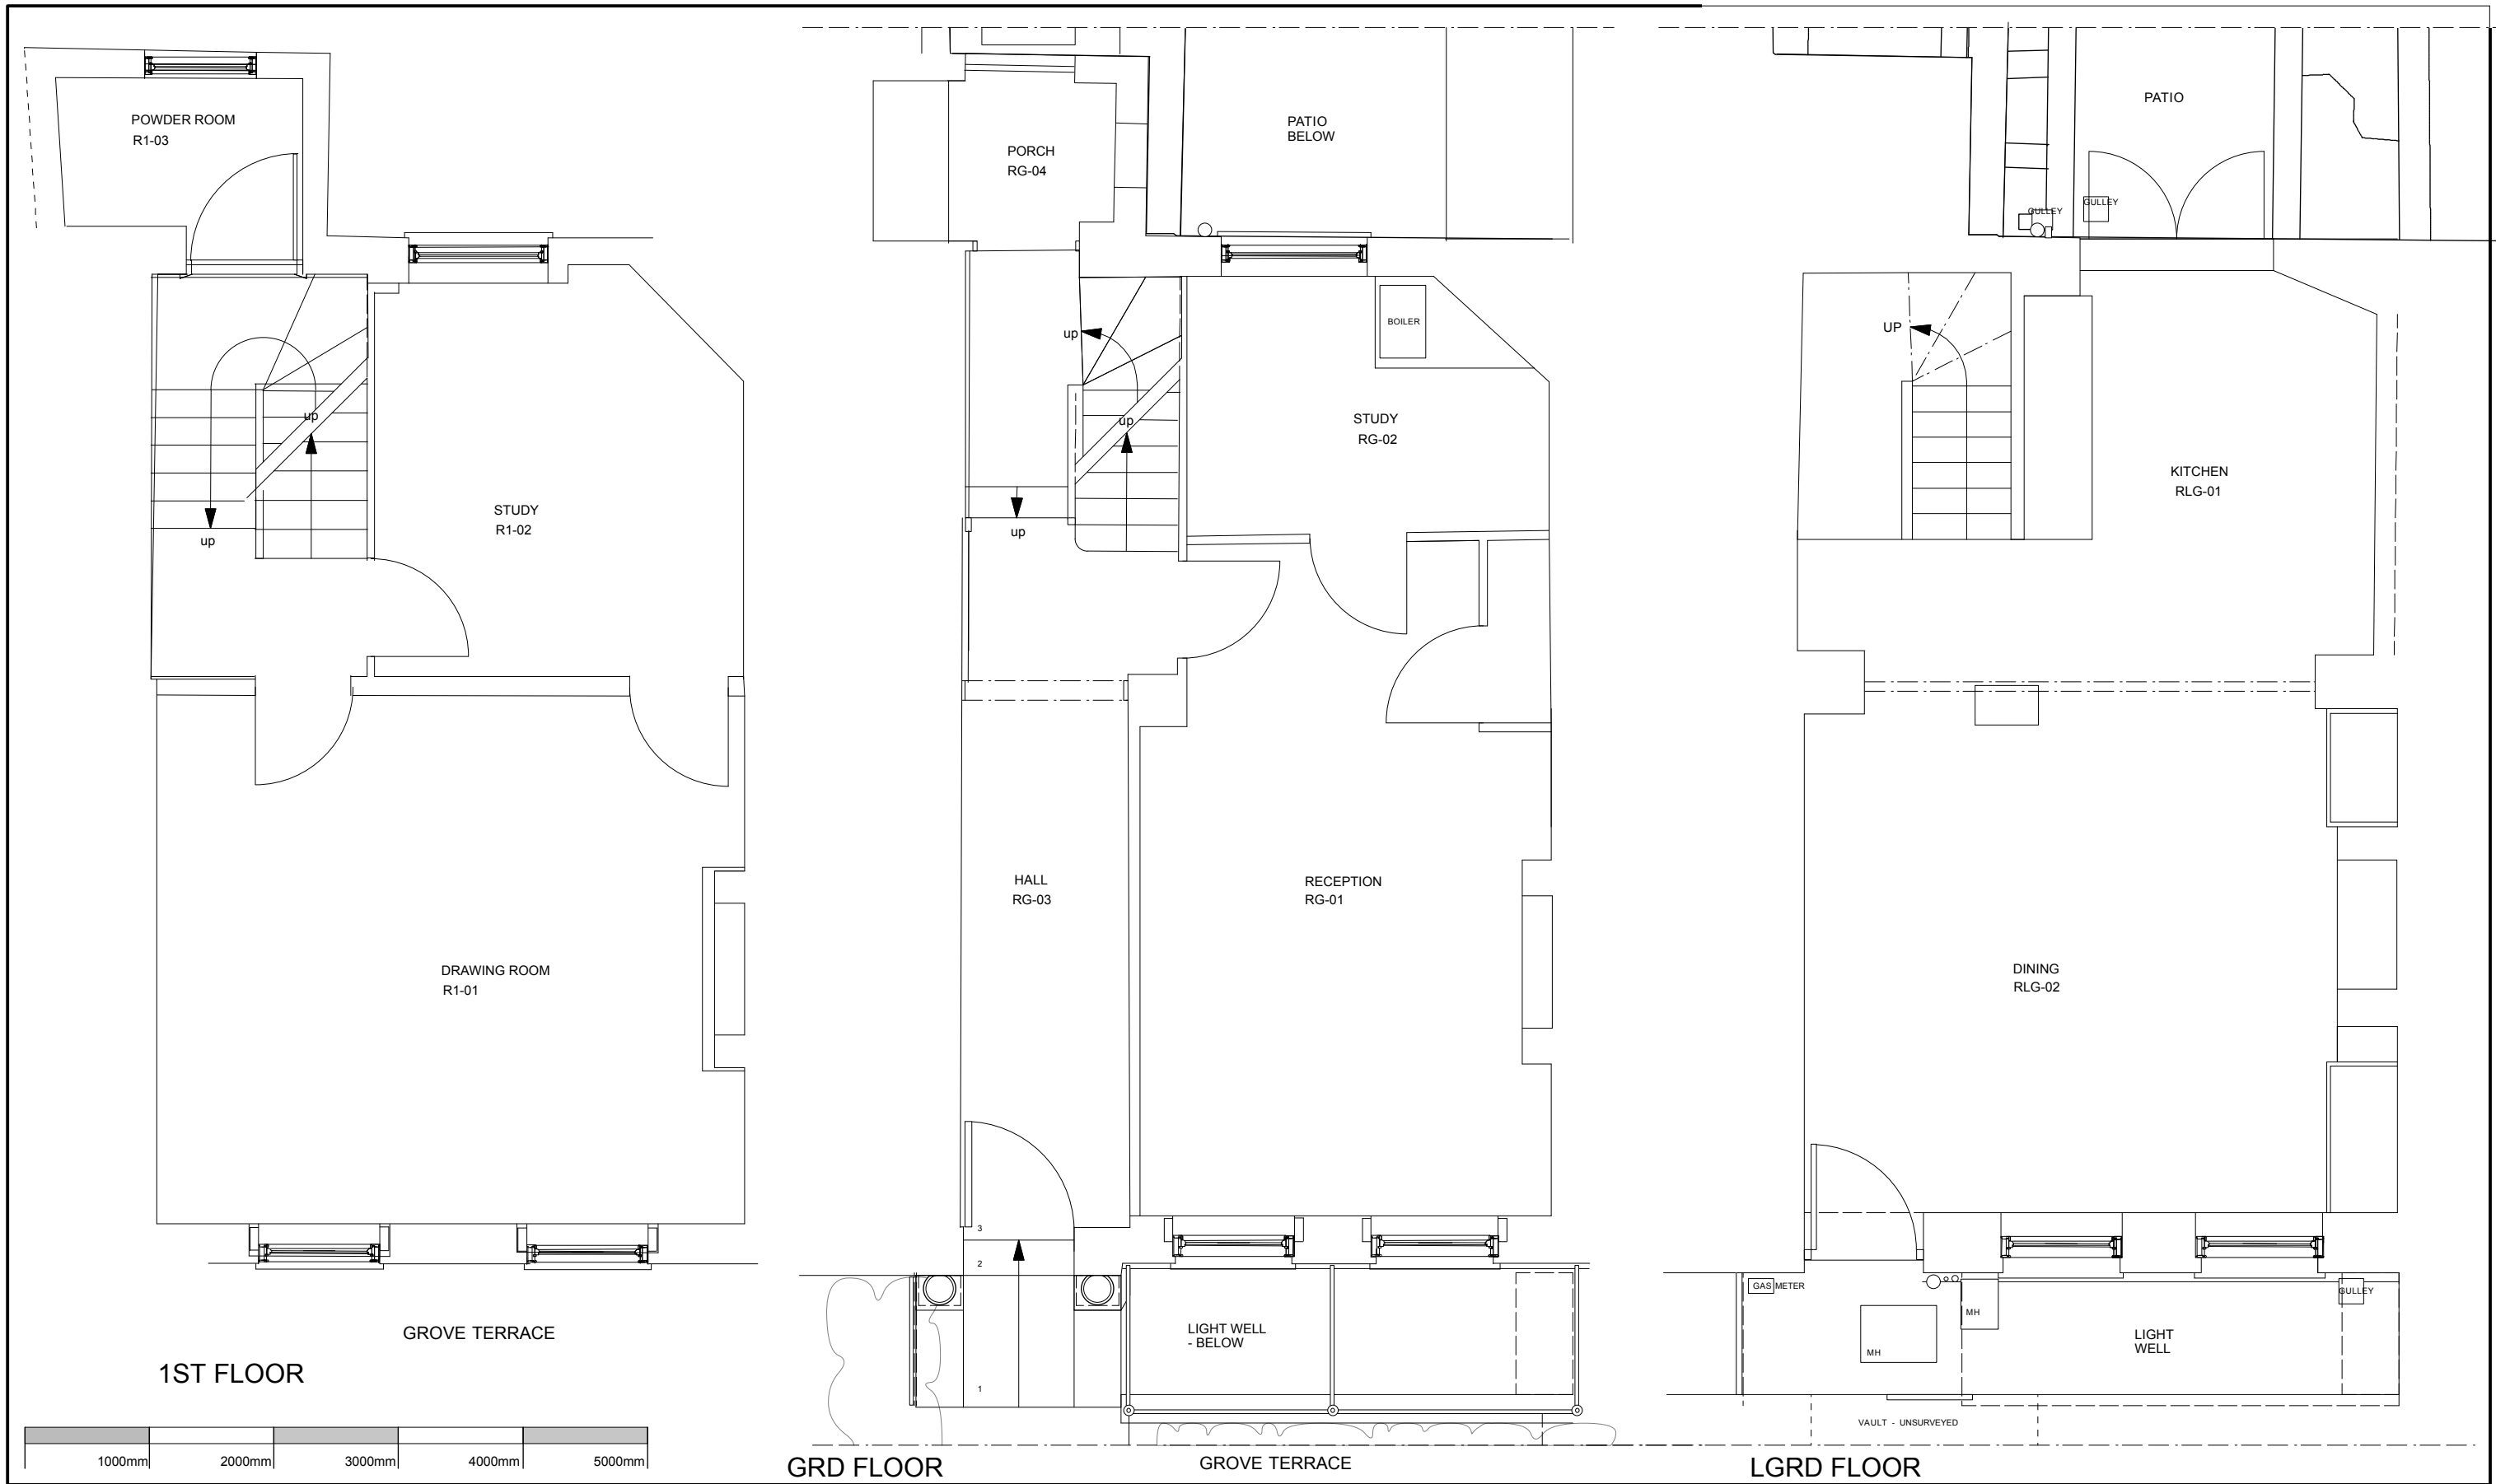 POWDER ROOM
R1-03
up
up
STUDY
R1-02
DRAWING ROOM
R1-01
GROVE TERRACE
1ST FLOOR
1000mm
2000mm
3000mm
4000mm
5000mm
PATIO
BELOW
PORCH
RG-04
up
BOILER
up
STUDY
RG-02
up
HALL
RG-03
RECEPTION
RG-01
3
2
1
LIGHT WELL
- BELOW
GRD FLOOR
GROVE TERRACE
PATIO
GULLEY
GULLEY
UP
KITCHEN
RLG-01
DINING
RLG-02
GAS METER
MH
MH
GULLEY
LIGHT
WELL
VAULT - UNSURVEYED
LGRD FLOOR